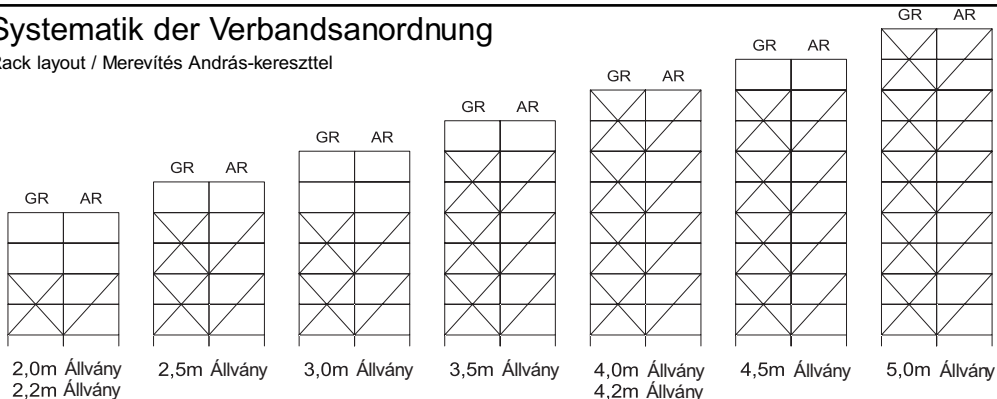 Systematik der Verbandsanordnung
Rack layout / Merevítés András-kereszttel
GR AR
GR AR
GR AR
GR AR
GR AR
GR AR
GR AR
2,0m Állvány
2,2m Állvány
2,5m Állvány
3,0m Állvány
3,5m Állvány
4,0m Állvány
4,2m Állvány
4,5m Állvány
5,0m Állvány